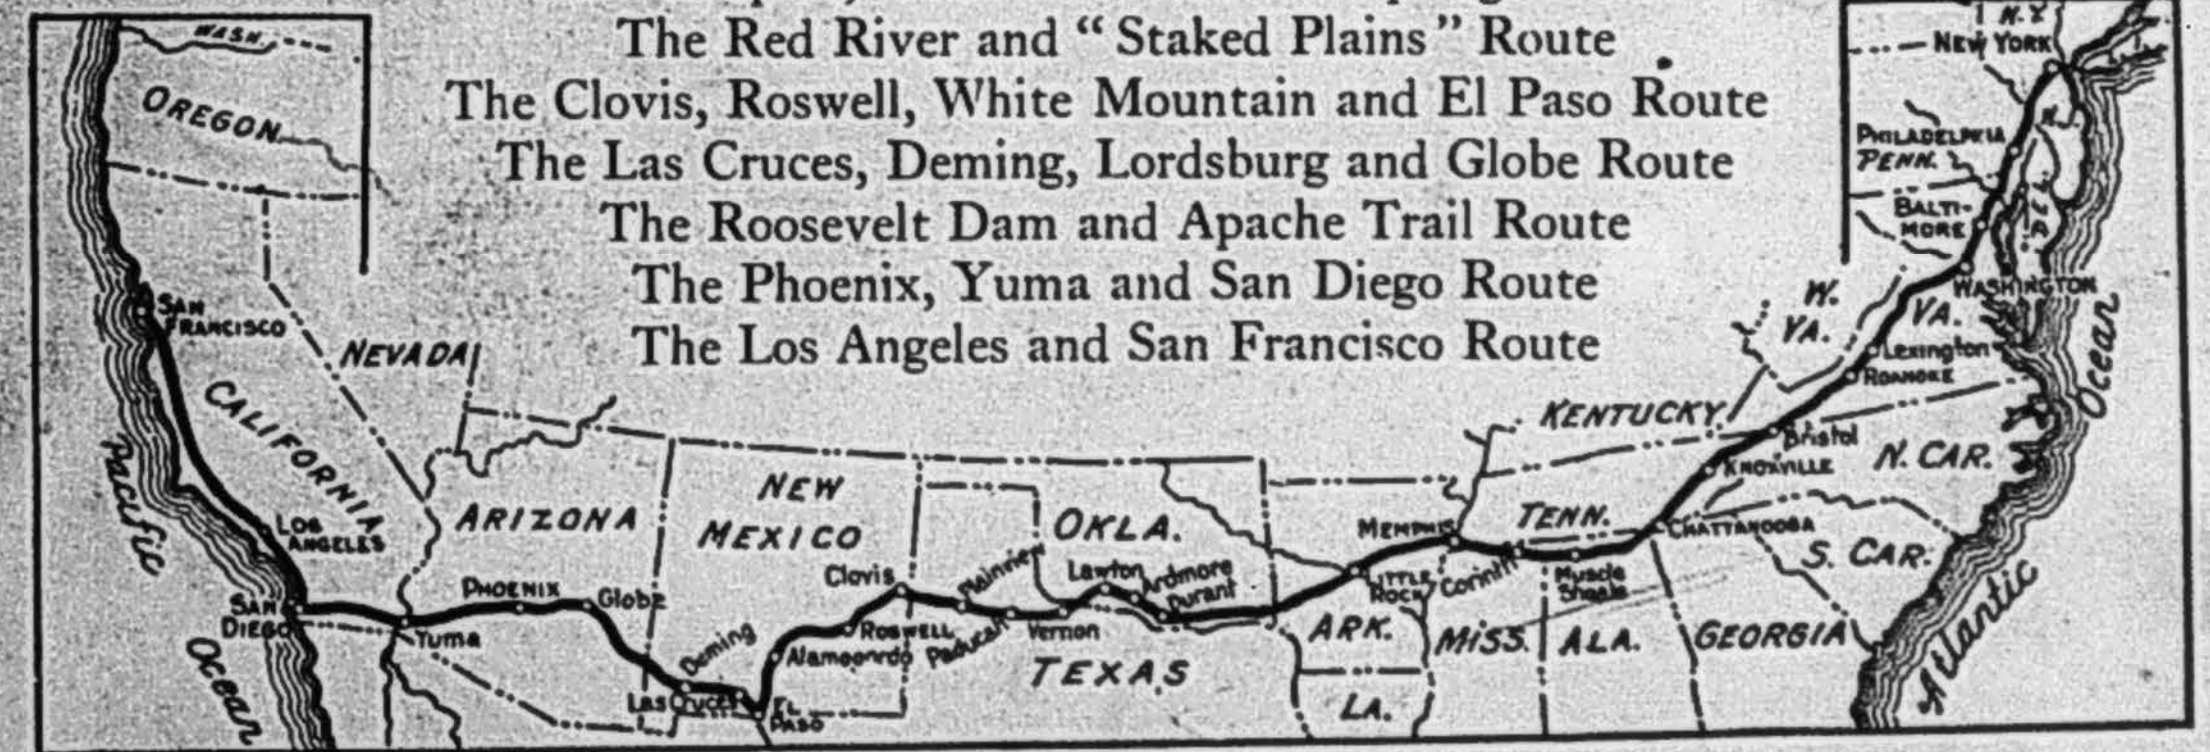 The Red River and "Staked Plains" Route
The Clovis, Roswell, White Mountain and El Paso Route
The Las Cruces, Deming, Lordsburg and Globe Route
The Roosevelt Dam and Apache Trail Route
The Phoenix, Yuma and San Diego Route
The Los Angeles and San Francisco Route
WASH.
OREGON
SAN
FRANCISCO
NEVADA
CALIFORNIA
Pacific
Ocean
LOS
ANGELES
SAN
DIEGO
Yuma
ARIZONA
PHOENIX
Globe
NEW
MEXICO
Deming
LAS Cruces
EL
PASO
Alamogordo
ROSWELL
Clovis
Plainview
Paducah
Vernon
TEXAS
OKLA.
Lawton
Ardmore
Durant
ARK.
LITTLE
ROCK
LA.
MEMPHIS
Corinth
MISS.
Muscle
Shoals
ALA.
TENN.
CHATTANOOGA
GEORGIA
S. CAR.
N. CAR.
KNOXVILLE
Bristol
KENTUCKY
W.
VA.
VA.
Lexington
ROANOKE
WASHINGTON
BALTI-
MORE
DEL.
PHILADELPHIA
PENN.
N.J.
N.Y.
NEW YORK
Atlantic
Ocean